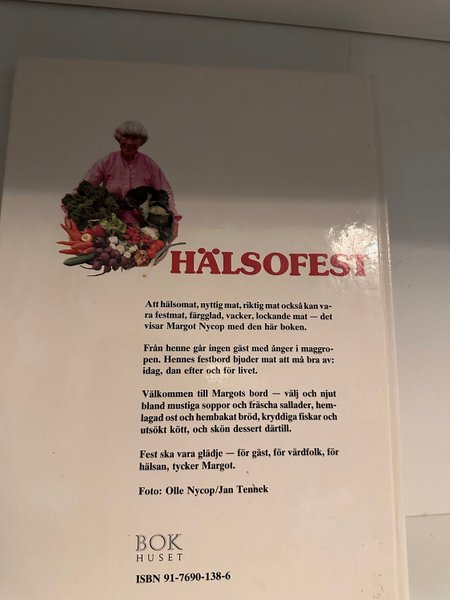 HÄLSOFEST
Att hälsomat, nyttig mat, riktig mat också kan va-
ra festmat, färgglad, vacker, lockande mat — det
visar Margot Nycop med den här boken.
Från henne går ingen gäst med ånger i maggro-
pen. Hennes festbord bjuder mat att må bra av:
idag, dan efter och för livet.
Välkommen till Margots bord — välj och njut
bland mustiga soppor och fräscha sallader, hem-
lagad ost och hembakat bröd, kryddiga fiskar och
utsökt kött, och skön dessert därtill.
Fest ska vara glädje — för gäst, för värdfolk, för
hälsan, tycker Margot.
Foto: Olle Nycop/Jan Tennek
BOK
HUSET
ISBN 91-7690-138-6